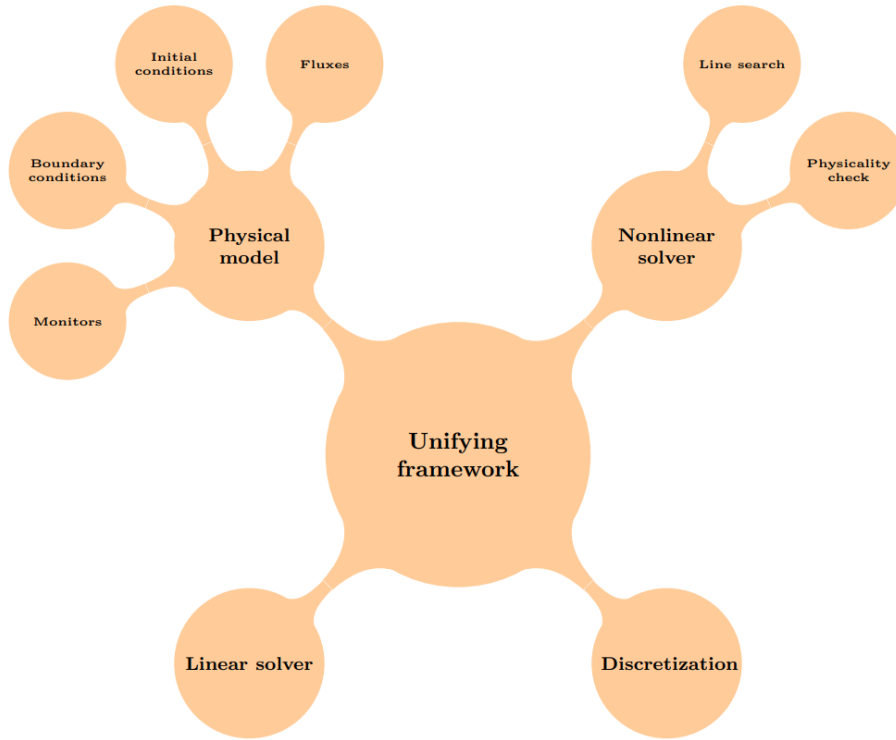 Initial
conditions
Fluxes
Line search
Boundary
conditions
Physicality
check
Physical
model
Nonlinear
solver
Monitors
Unifying
framework
Linear solver
Discretization